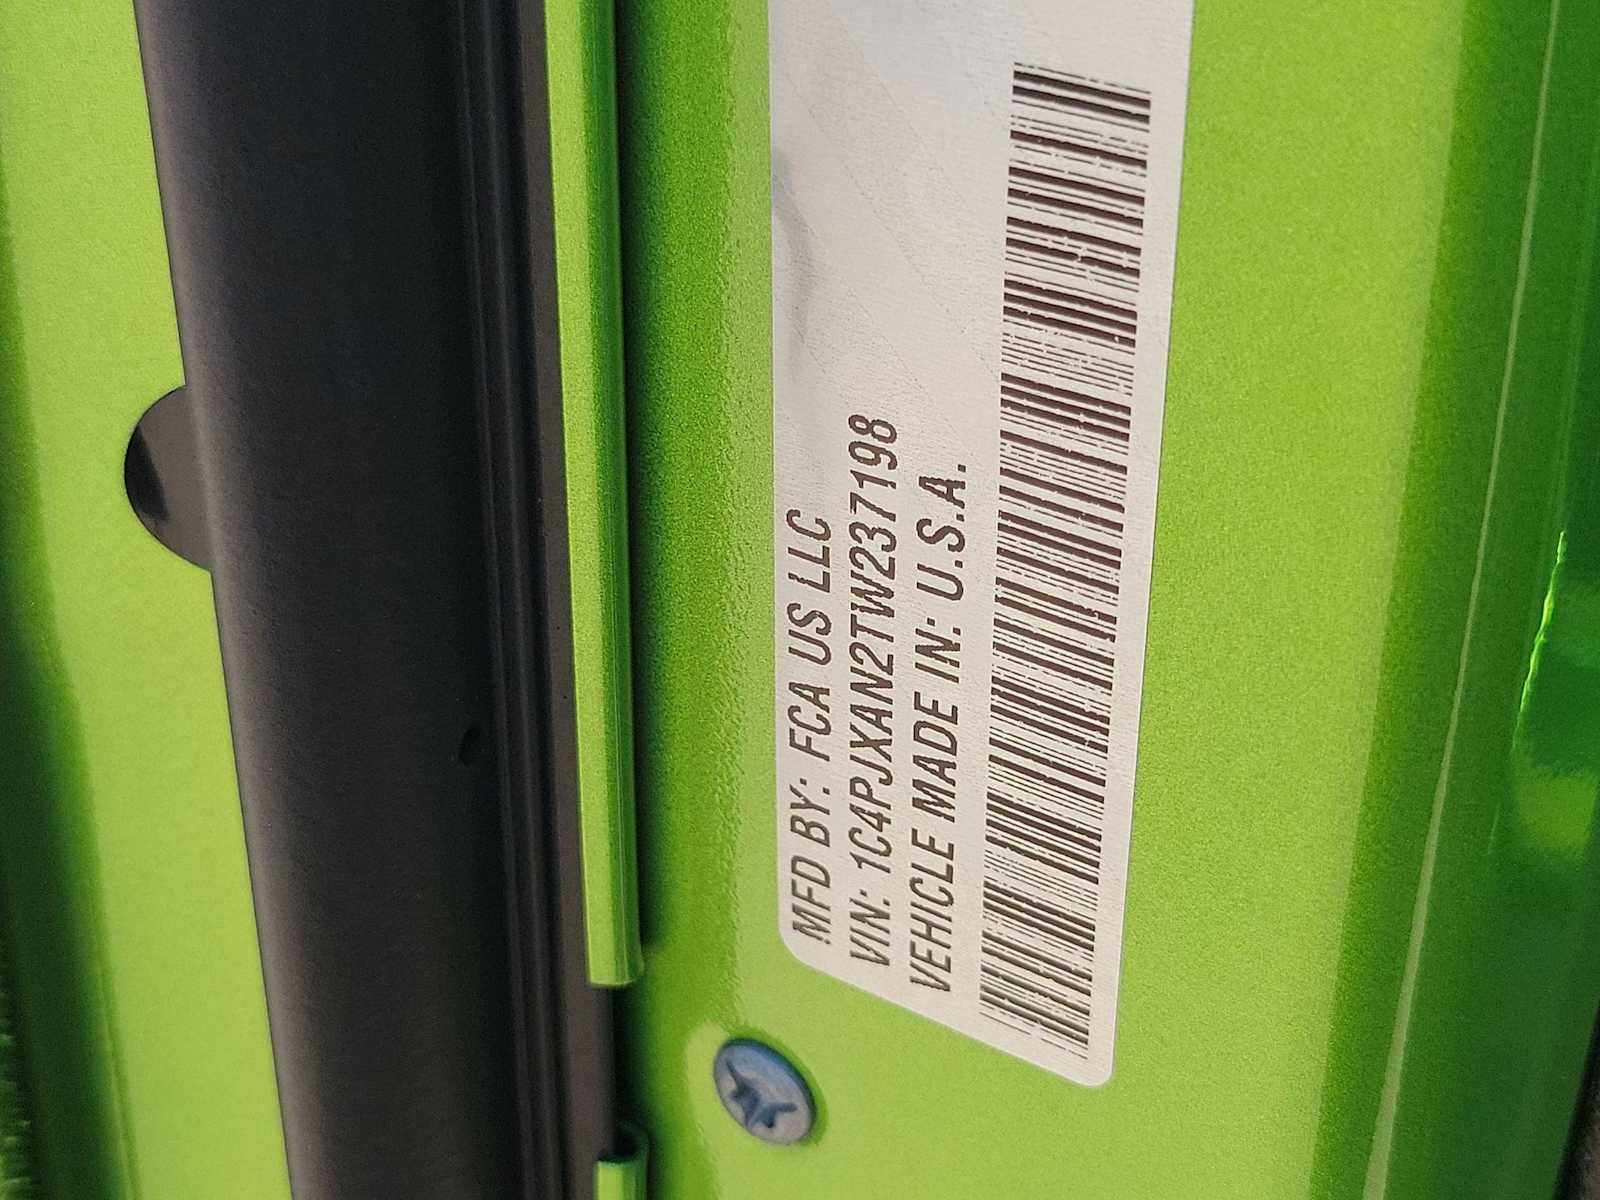 MFD BY: FCA US LLC
VIN: 1C4PJXAN2TW237198
VEHICLE MADE IN: U.S.A.